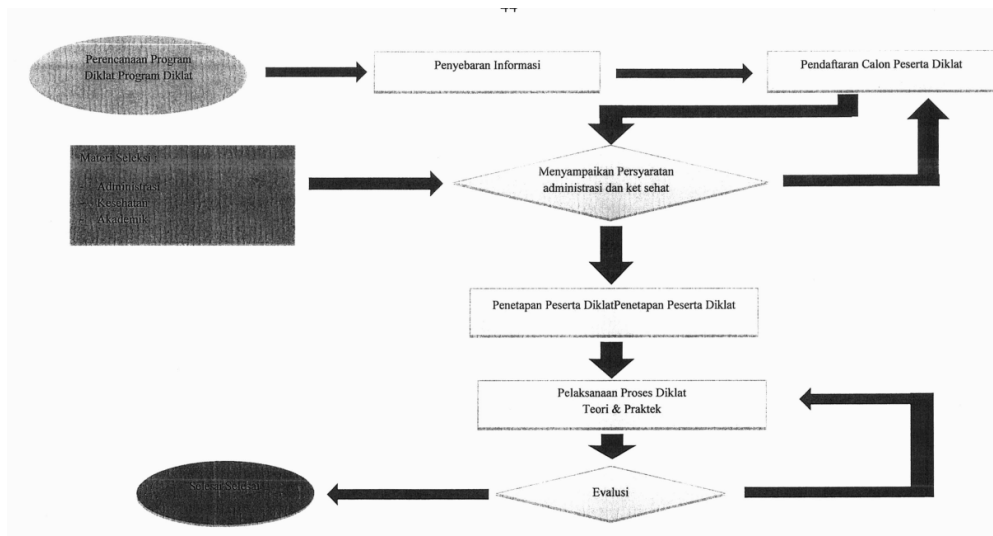 44
Perencanaan Program
Diklat Program Diklat
Penyebaran Informasi
Pendaftaran Calon Peserta Diklat
Materi Seleksi
- Administrasi
- Kesehatan
- Akademik
Menyampaikan Persyaratan
administrasi dan ket sehat
Penetapan Peserta DiklatPenetapan Peserta Diklat
Pelaksanaan Proses Diklat
Teori & Praktek
Evalusi